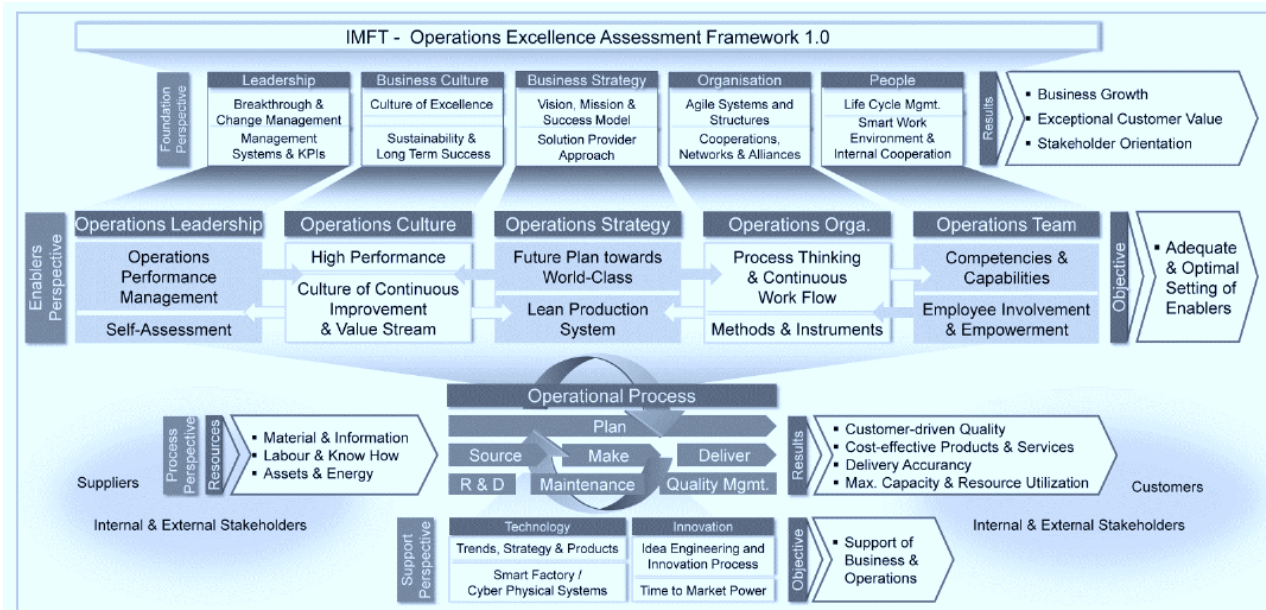 IMFT - Operations Excellence Assessment Framework 1.0
Foundation
Perspective
Leadership
Breakthrough &
Change Management
Management
Systems & KPIs
Business Culture
Culture of Excellence
Sustainability &
Long Term Success
Business Strategy
Vision, Mission &
Success Model
Solution Provider
Approach
Organisation
Agile Systems and
Structures
Cooperations,
Networks & Alliances
People
Life Cycle Mgmt.
Smart Work
Environment &
Internal Cooperation
Results
▪ Business Growth
▪ Exceptional Customer Value
▪ Stakeholder Orientation
Enablers
Perspective
Operations Leadership
Operations
Performance
Management
Self-Assessment
Operations Culture
High Performance
Culture of Continuous
Improvement
& Value Stream
Operations Strategy
Future Plan towards
World-Class
Lean Production
System
Operations Orga.
Process Thinking
& Continuous
Work Flow
Methods & Instruments
Operations Team
Competencies &
Capabilities
Employee Involvement
& Empowerment
Objective
▪ Adequate
& Optimal
Setting of
Enablers
Suppliers
Internal & External Stakeholders
Process
Perspective
Resources
▪ Material & Information
▪ Labour & Know How
▪ Assets & Energy
Operational Process
Plan
Source
Make
Deliver
R & D
Maintenance
Quality Mgmt.
Results
▪ Customer-driven Quality
▪ Cost-effective Products & Services
▪ Delivery Accurancy
▪ Max. Capacity & Resource Utilization
Customers
Internal & External Stakeholders
Support
Perspective
Technology
Trends, Strategy & Products
Smart Factory /
Cyber Physical Systems
Innovation
Idea Engineering and
Innovation Process
Time to Market Power
Objective
▪ Support of
Business &
Operations